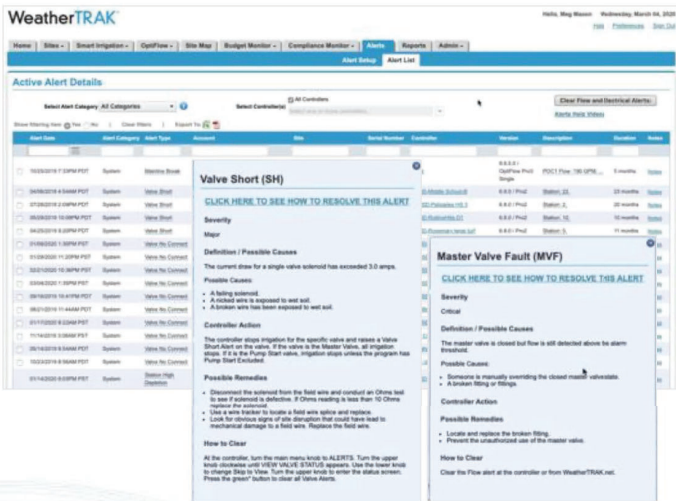 WeatherTRAK
Hello, Meg Mason Wednesday, March 04, 2020
Help Preferences Sign Out
Home Sites Smart Irrigation OptiFlow Site Map Budget Monitor Compliance Monitor Alerts Reports Admin
Alert Setup Alert List
Active Alert Details
Select Alert Category All Categories
Select Controller(s)
All Controllers
Clear Flow and Electrical Alerts
Alerts Help Videos
Show filtering item Yes No | Clear filters | Export To:
Alert Date Alert Category Alert Type Account Site Serial Number Controller Version Description Duration Notes
System Mainline Break
OptiFlow Pro3 Single
5 months Notes
System Valve Short
Station: 22, 23 months Notes
System Valve Short
Station: 2, 20 months Notes
System Valve Short
Station: 10, 10 months Notes
System Valve Short
Station: 5, 11 months Notes
System Valve No Connect
System Valve No Connect
System Valve No Connect
System Valve No Connect
System Valve No Connect
System Valve No Connect
System Valve No Connect
System Valve No Connect
System Valve No Connect
System Valve No Connect
System Station High Depletion
Valve Short (SH)
CLICK HERE TO SEE HOW TO RESOLVE THIS ALERT
Severity
Major
Definition / Possible Causes
The current draw for a single valve solenoid has exceeded 3.0 amps.
Possible Causes:
A failing solenoid.
A nicked wire is exposed to wet soil.
A broken wire has been exposed to wet soil.
Controller Action
The controller stops irrigation for the specific valve and raises a Valve
Short Alert on the valve. If the valve is the Master Valve, all irrigation
stops. If it is the Pump Start valve, irrigation stops unless the program has
Pump Start Excluded.
Possible Remedies
Disconnect the solenoid from the field wire and conduct an Ohms test
to see if solenoid is defective. If Ohms reading is less than 10 Ohms
replace the solenoid.
Use a wire tracker to locate a field wire splice and replace.
Look for obvious signs of site disruption that could have lead to
mechanical damage to a field wire. Replace the field wire.
How to Clear
At the controller, turn the main menu knob to ALERTS. Turn the upper
knob clockwise until VIEW VALVE STATUS appears. Use the lower knob
to change Skip to View. Turn the upper knob to enter the status screen.
Press the green* button to clear all Valve Alerts.
Master Valve Fault (MVF)
CLICK HERE TO SEE HOW TO RESOLVE THIS ALERT
Severity
Critical
Definition / Possible Causes
The master valve is closed but flow is still detected above its alarm
threshold.
Possible Causes:
Someone is manually overriding the closed master valvestate.
A broken fitting or fittings.
Controller Action
Possible Remedies
Locate and replace the broken fitting.
Prevent the unauthorized use of the master valve.
How to Clear
Clear the Flow alert at the controller or from WeatherTRAK.net.